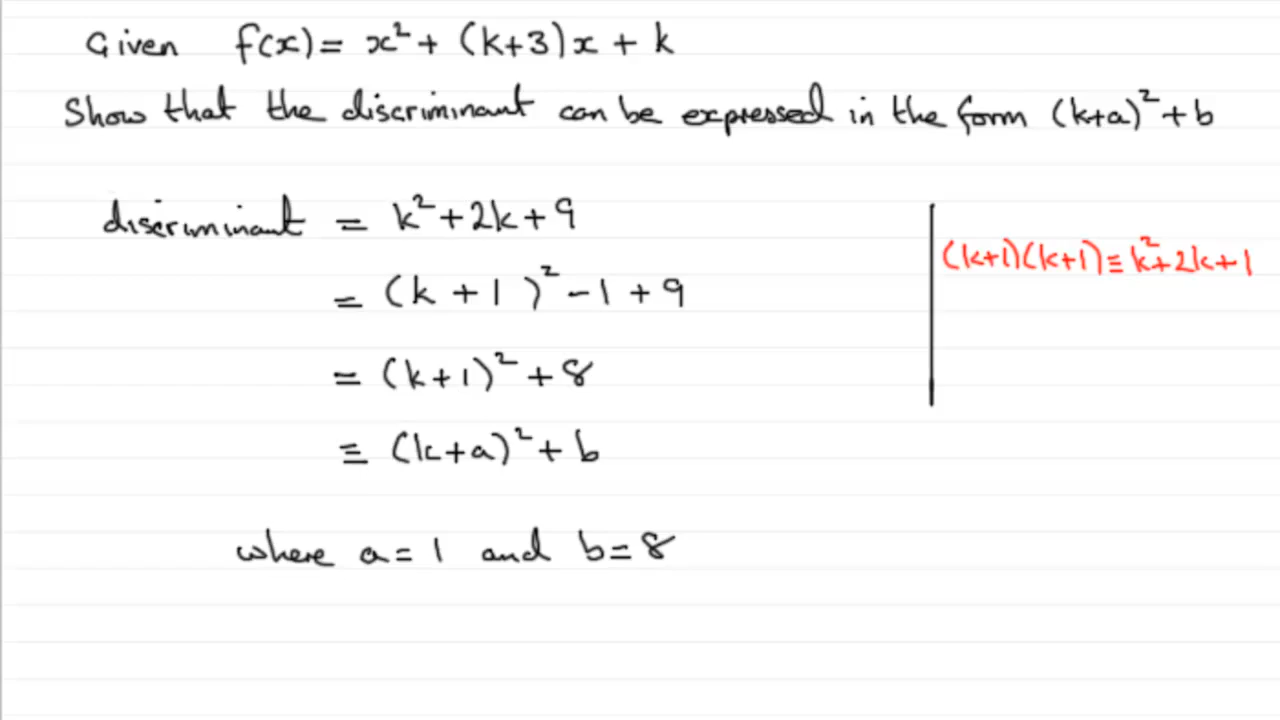 Given f(x) = x² + (k+3)x + k
Show that the discriminant can be expressed in the form (k+a)² + b
discriminant = k² + 2k + 9
= (k + 1)² - 1 + 9
= (k+1)² + 8
≡ (k+a)² + b
where a = 1 and b = 8
(k+1)(k+1) ≡ k² + 2k + 1